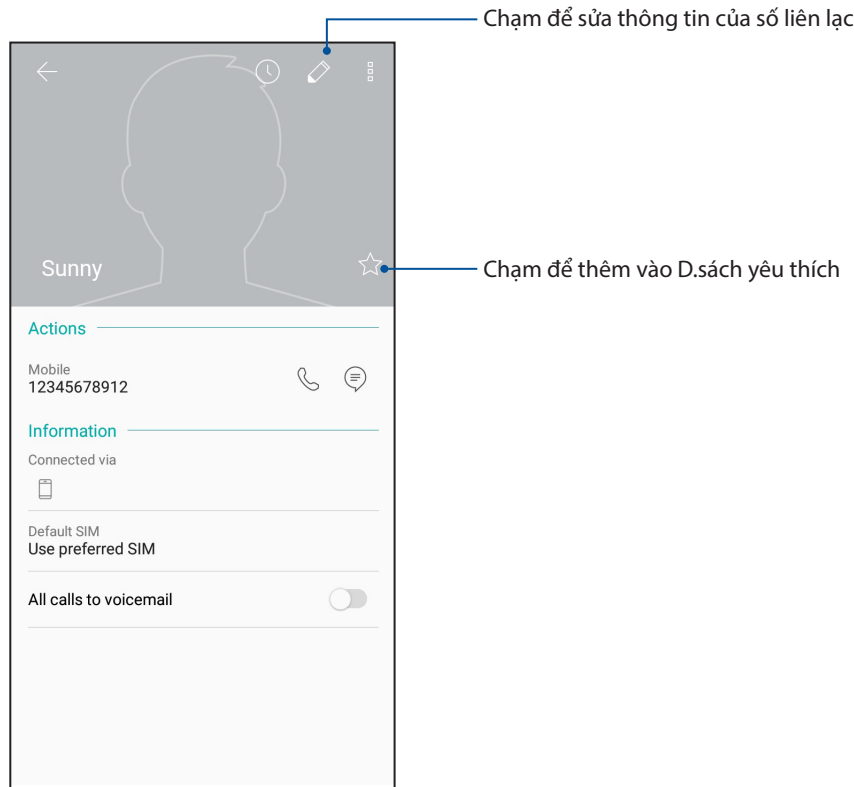 Chạm để sửa thông tin của số liên lạc
Sunny
Chạm để thêm vào D.sách yêu thích
Actions
Mobile
12345678912
Information
Connected via
Default SIM
Use preferred SIM
All calls to voicemail